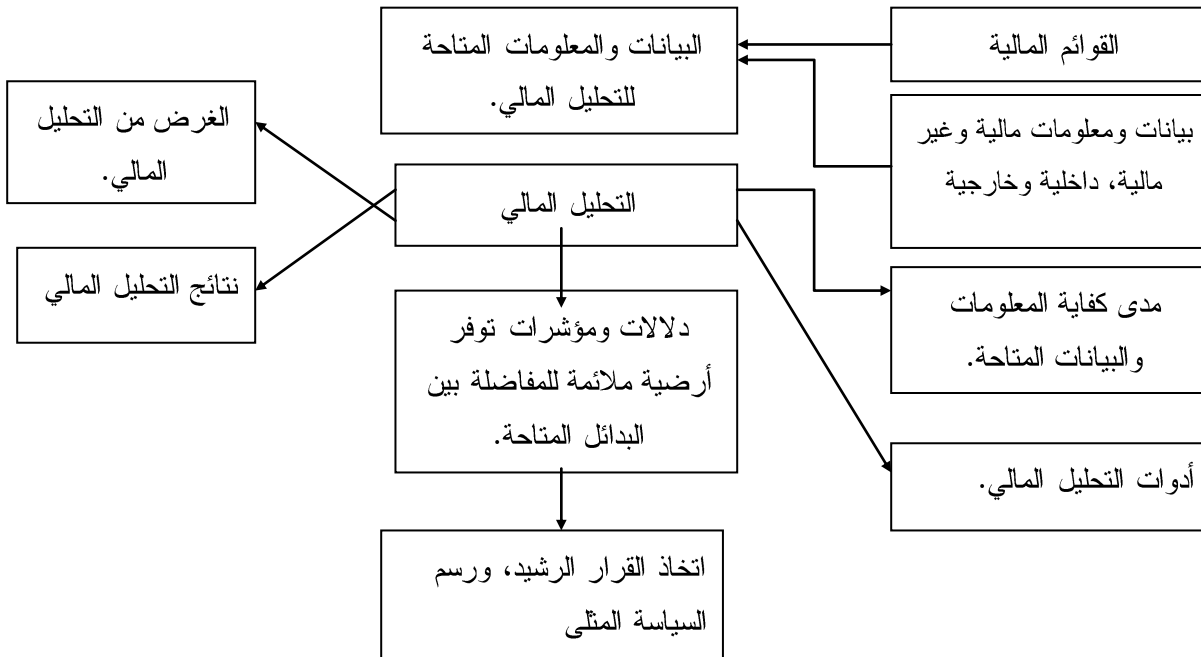 القوائم المالية
البيانات والمعلومات المتاحة
للتحليل المالي.
بيانات ومعلومات مالية وغير
مالية، داخلية وخارجية
الغرض من التحليل
المالي.
التحليل المالي
نتائج التحليل المالي
مدى كفاية المعلومات
والبيانات المتاحة.
دلالات ومؤشرات توفر
أرضية ملائمة للمفاضلة بين
البدائل المتاحة.
أدوات التحليل المالي.
اتخاذ القرار الرشيد، ورسم
السياسة المثلى